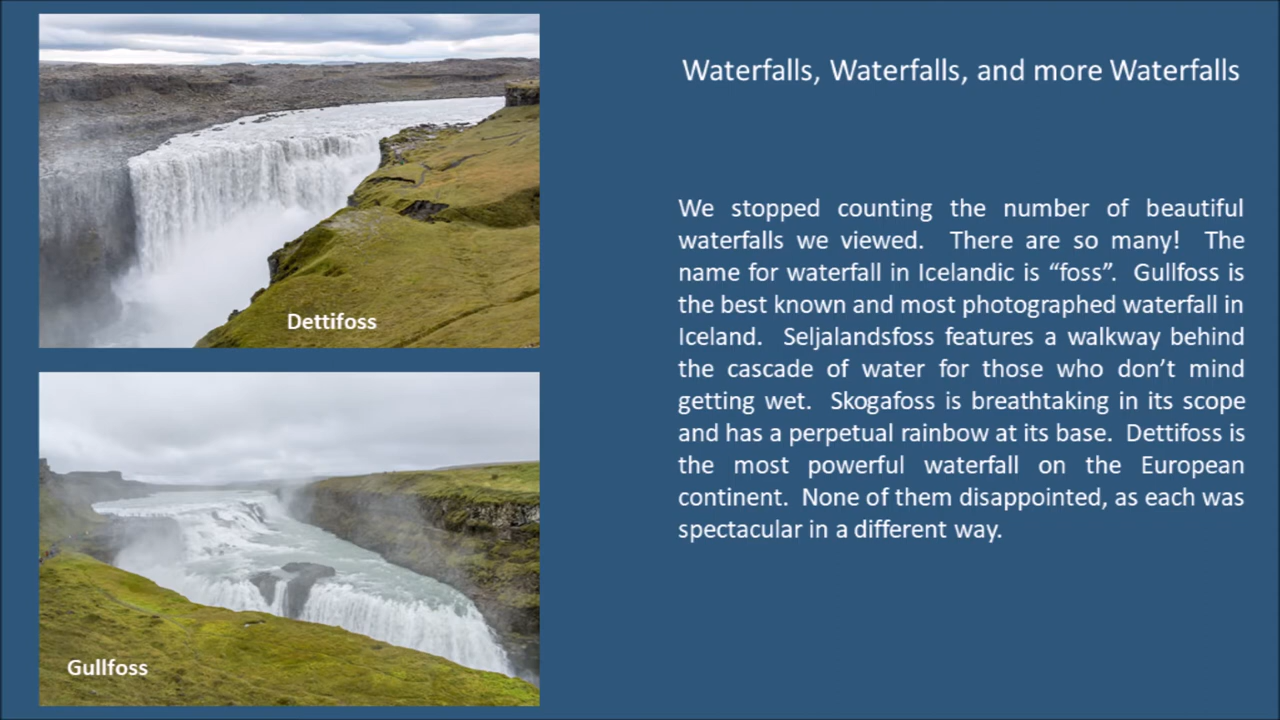 Waterfalls, Waterfalls, and more Waterfalls
We stopped counting the number of beautiful
waterfalls we viewed.  There are so many!  The
name for waterfall in Icelandic is “foss”.  Gullfoss is
the best known and most photographed waterfall in
Iceland.  Seljalandsfoss features a walkway behind
the cascade of water for those who don’t mind
getting wet.  Skogafoss is breathtaking in its scope
and has a perpetual rainbow at its base.  Dettifoss is
the most powerful waterfall on the European
continent.  None of them disappointed, as each was
spectacular in a different way.
Dettifoss
Gullfoss